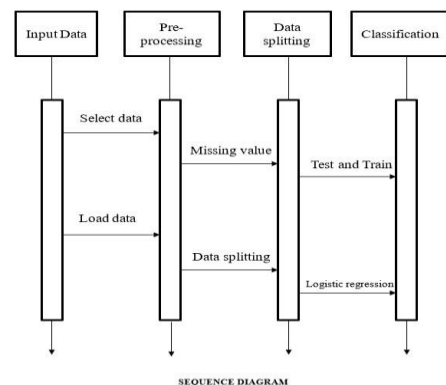 Input Data
Pre-
processing
Data
splitting
Classification
Select data
Missing value
Test and Train
Load data
Data splitting
Logistic regression
SEQUENCE DIAGRAM